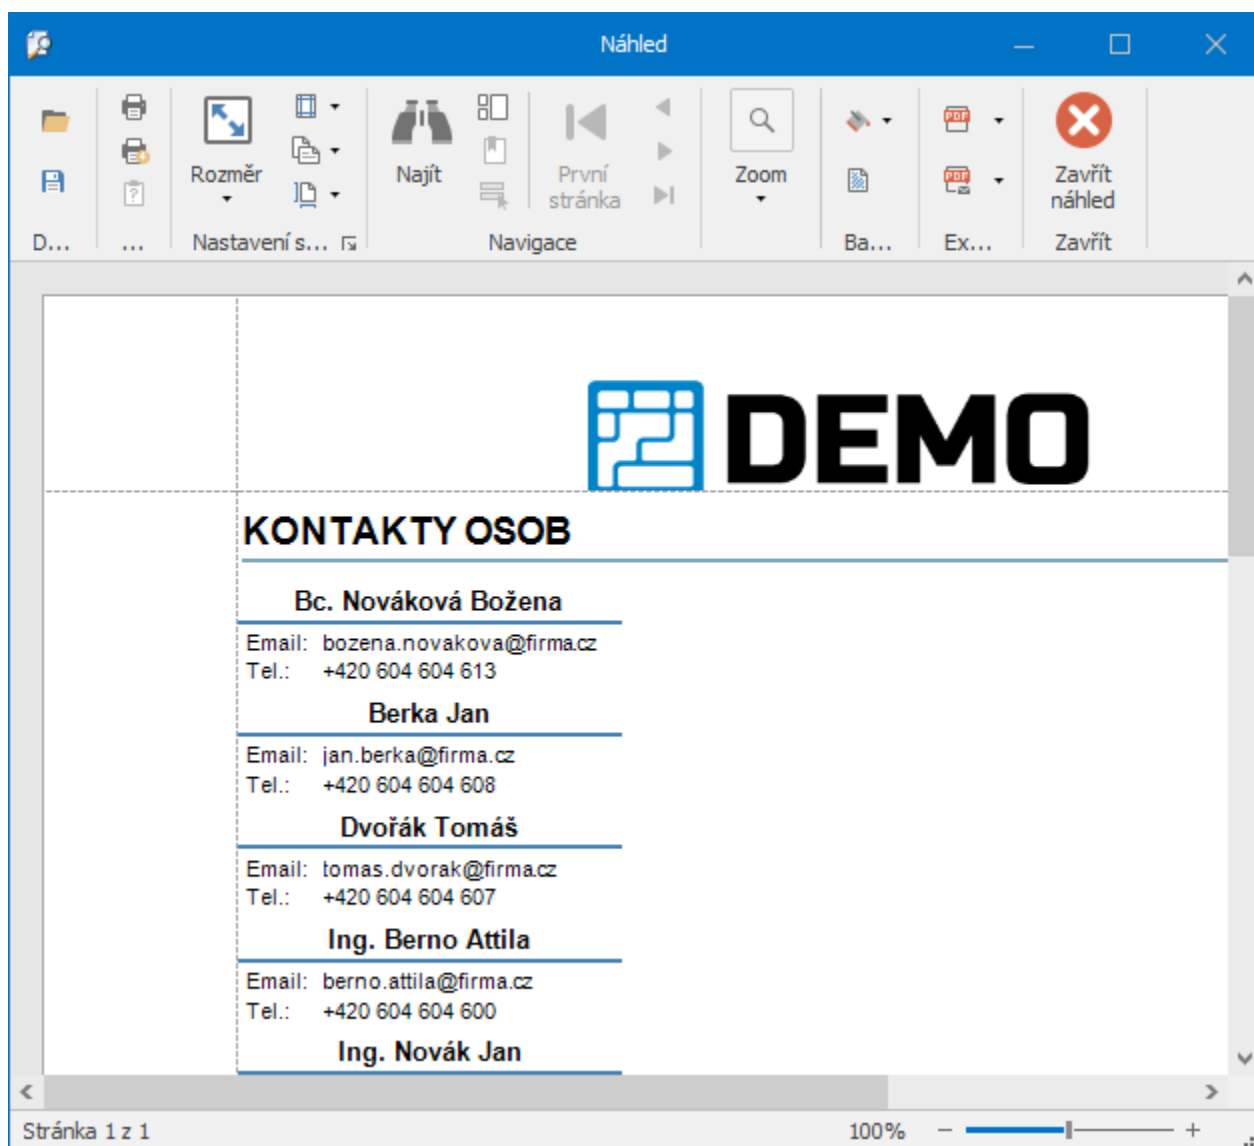 Náhled
Rozměr
Najít
První
stránka
Zoom
PDF
PDF
Zavřít
náhled
D...
...
Nastavení s...
Navigace
Ba...
Ex...
Zavřít
DEMO
KONTAKTY OSOB
Bc. Nováková Božena
Email: bozena.novakova@firma.cz
Tel.: +420 604 604 613
Berka Jan
Email: jan.berka@firma.cz
Tel.: +420 604 604 608
Dvořák Tomáš
Email: tomas.dvorak@firma.cz
Tel.: +420 604 604 607
Ing. Berno Attila
Email: berno.attila@firma.cz
Tel.: +420 604 604 600
Ing. Novák Jan
Stránka 1 z 1
100%